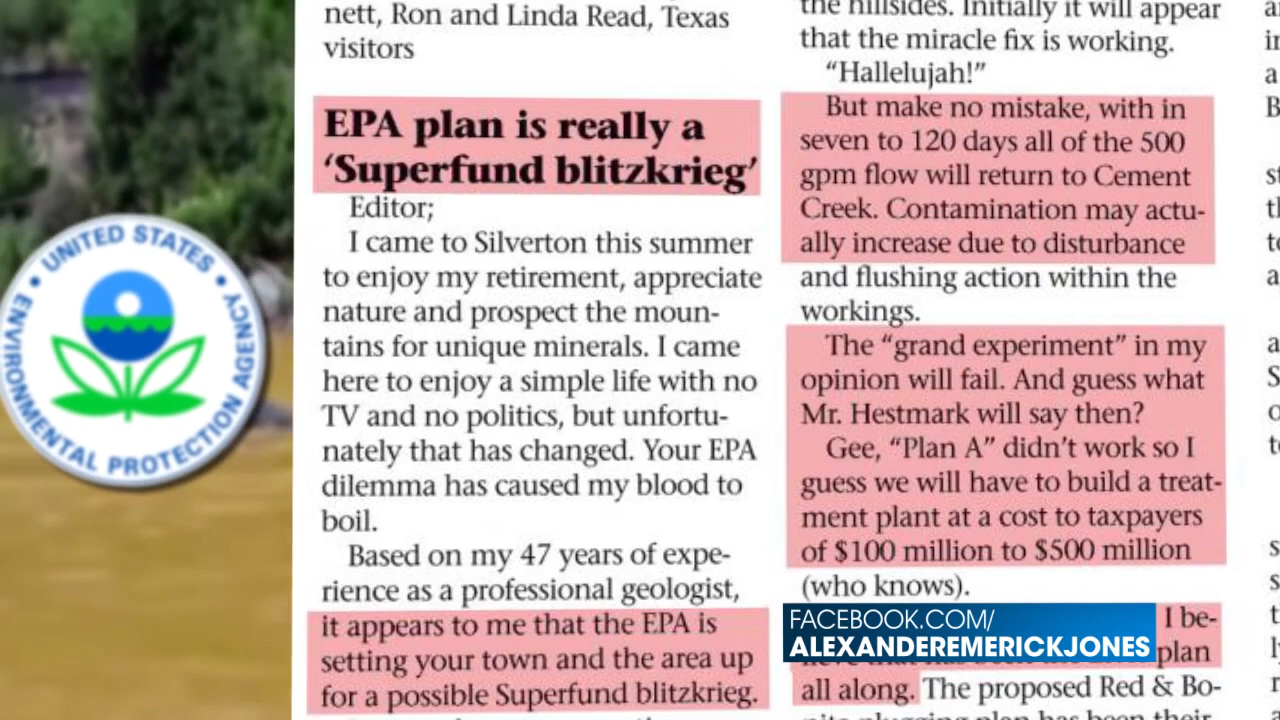 UNITED STATES
ENVIRONMENTAL PROTECTION AGENCY
nett, Ron and Linda Read, Texas
visitors
EPA plan is really a
‘Superfund blitzkrieg’
Editor;
I came to Silverton this summer
to enjoy my retirement, appreciate
nature and prospect the moun-
tains for unique minerals. I came
here to enjoy a simple life with no
TV and no politics, but unfortu-
nately that has changed. Your EPA
dilemma has caused my blood to
boil.
Based on my 47 years of expe-
rience as a professional geologist,
it appears to me that the EPA is
setting your town and the area up
for a possible Superfund blitzkrieg.
the hillsides. Initially it will appear
that the miracle fix is working.
“Hallelujah!”
But make no mistake, with in
seven to 120 days all of the 500
gpm flow will return to Cement
Creek. Contamination may actu-
ally increase due to disturbance
and flushing action within the
workings.
The “grand experiment” in my
opinion will fail. And guess what
Mr. Hestmark will say then?
Gee, “Plan A” didn’t work so I
guess we will have to build a treat-
ment plant at a cost to taxpayers
of $100 million to $500 million
(who knows).
I be-
plan
all along. The proposed Red & Bo-
FACEBOOK.COM/
ALEXANDEREMERICKJONES